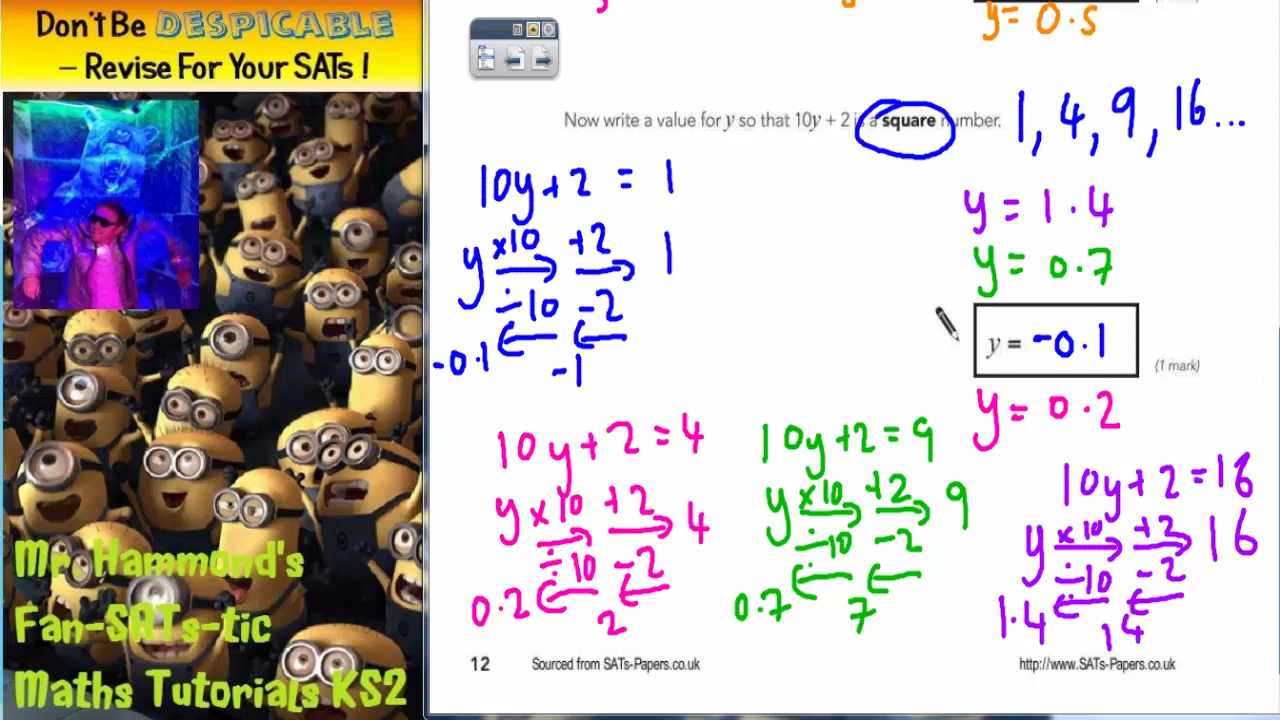 Don't Be DESPICABLE
– Revise For Your SATs !
Mr Hammond's
Fan-SATs-tic
Maths Tutorials KS2
y= 0.5
Now write a value for y so that 10y + 2 is a square number.
1, 4, 9, 16...
10y+2 = 1
y ×10 +2 1
÷10 -2
-0.1 -1
y = 1.4
y = 0.7
y = -0.1
(1 mark)
y = 0.2
10y+2=4
y ×10 +2 4
÷10 -2
0.2 2
10y+2=9
y ×10 +2 9
÷10 -2
0.7 7
10y+2=16
y ×10 +2 16
÷10 -2
1.4 14
12 Sourced from SATs-Papers.co.uk http://www.SATs-Papers.co.uk